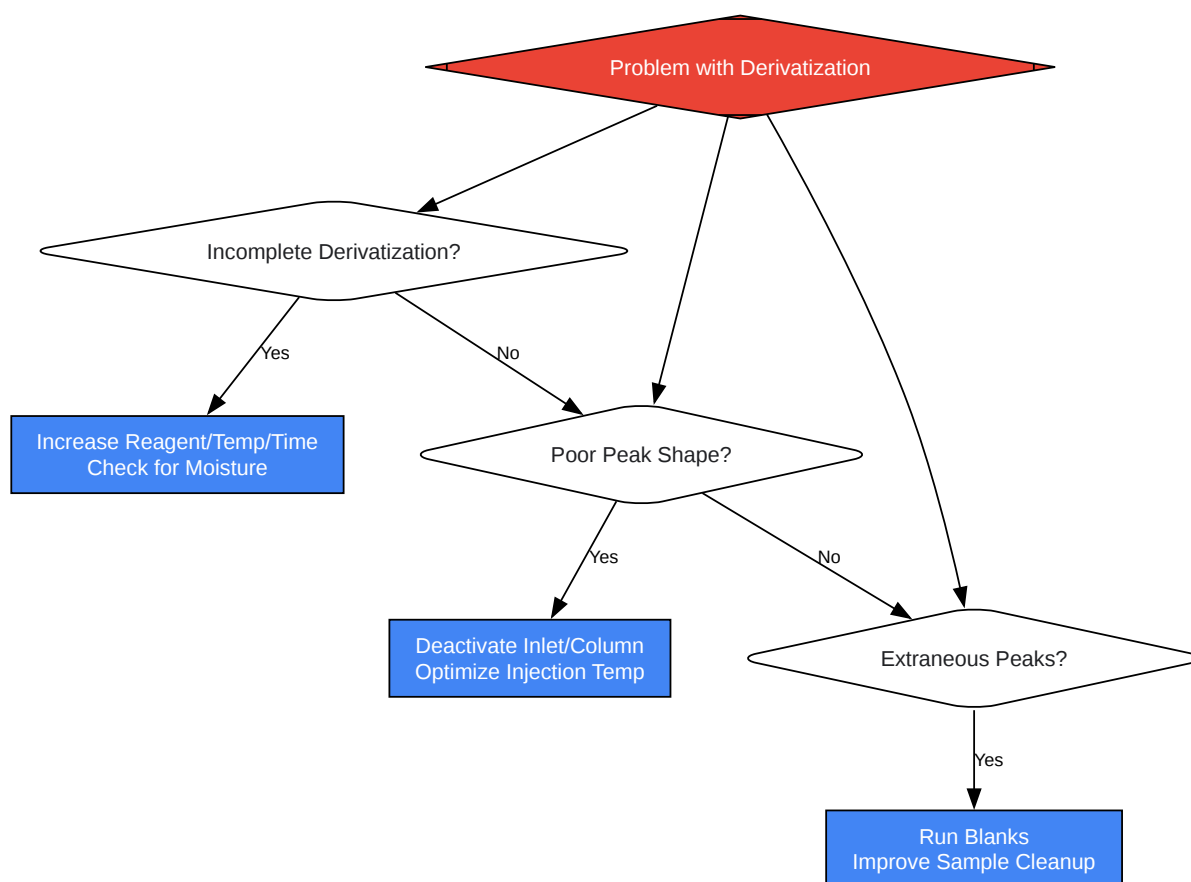 Problem with Derivatization
Incomplete Derivatization?
Yes
No
Increase Reagent/Temp/Time
Check for Moisture
Poor Peak Shape?
Yes
No
Deactivate Inlet/Column
Optimize Injection Temp
Extraneous Peaks?
Yes
Run Blanks
Improve Sample Cleanup